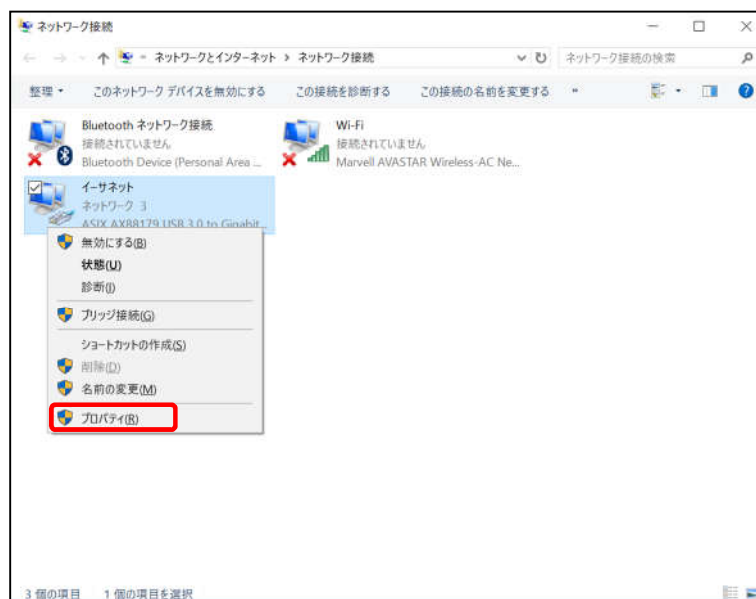 ネットワーク接続
ネットワークとインターネット › ネットワーク接続
ネットワーク接続の検索
整理 このネットワーク デバイスを無効にする この接続を診断する この接続の名前を変更する »
Bluetooth ネットワーク接続
接続されていません
Bluetooth Device (Personal Area ...
Wi-Fi
接続されていません
Marvell AVASTAR Wireless-AC Ne...
イーサネット
ネットワーク 3
ASIX AX88179 USB 3.0 to Gigabit...
無効にする(B)
状態(U)
診断(I)
ブリッジ接続(G)
ショートカットの作成(S)
削除(D)
名前の変更(M)
プロパティ(R)
3 個の項目 1 個の項目を選択